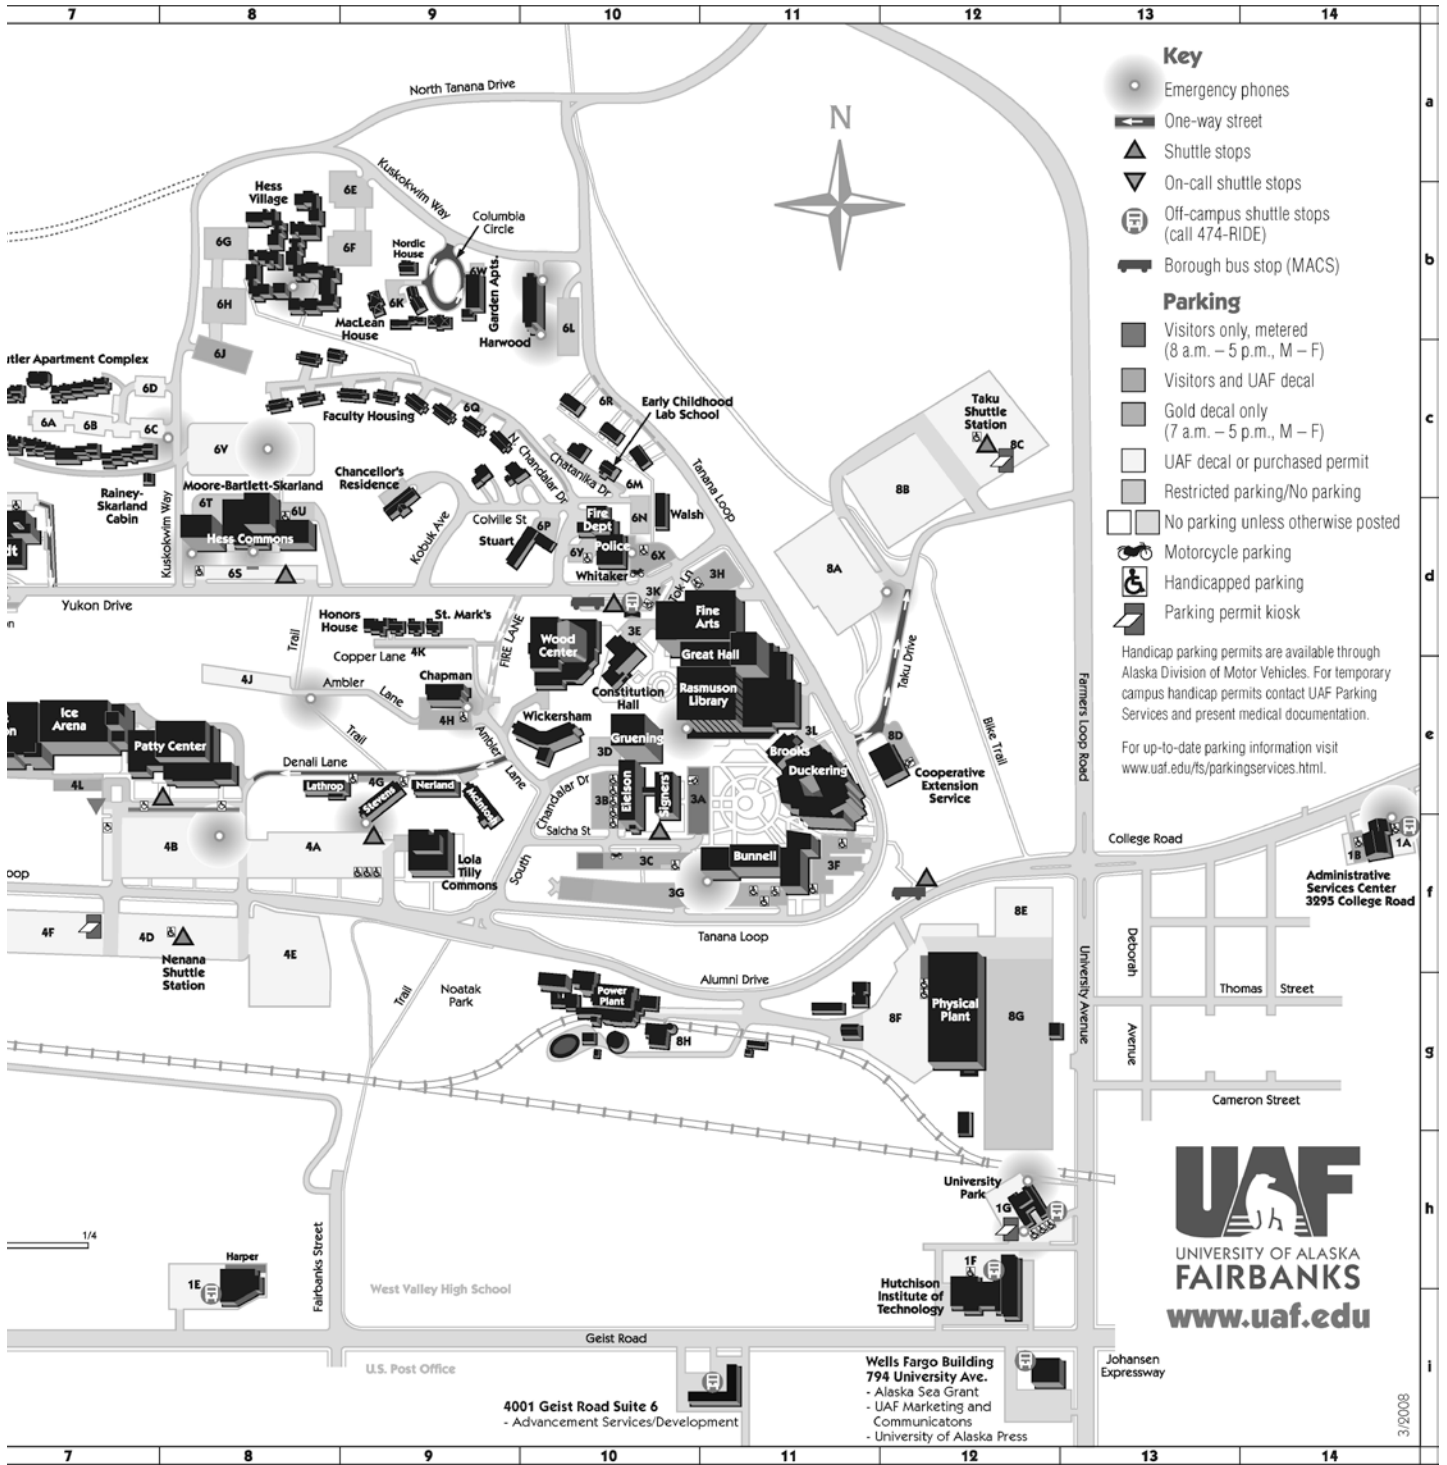 7 8 9 10 11 12 13 14
a
b
c
d
e
f
g
h
i
Key
Emergency phones
One-way street
Shuttle stops
On-call shuttle stops
Off-campus shuttle stops
(call 474-RIDE)
Borough bus stop (MACS)
Parking
Visitors only, metered
(8 a.m. – 5 p.m., M – F)
Visitors and UAF decal
Gold decal only
(7 a.m. – 5 p.m., M – F)
UAF decal or purchased permit
Restricted parking/No parking
No parking unless otherwise posted
Motorcycle parking
Handicapped parking
Parking permit kiosk
Handicap parking permits are available through
Alaska Division of Motor Vehicles. For temporary
campus handicap permits contact UAF Parking
Services and present medical documentation.
For up-to-date parking information visit
www.uaf.edu/fs/parkingservices.html.
N
North Tanana Drive
Kuskokwim Way
Hess
Village
6E
6F
6G
6H
6J
Columbia
Circle
Nordic
House
6W
6K
Garden Apts.
MacLean
House
Harwood
6L
utler Apartment Complex
6D
6A
6B
6C
6V
Rainey-
Skarland
Cabin
Kuskokwim Way
Faculty Housing
6Q
6R
Early Childhood
Lab School
N. Chandalar Dr
Chatanika Dr
6M
Tanana Loop
Moore-Bartlett-Skarland
6T
6U
Hess Commons
6S
dt
Chancellor's
Residence
Kobuk Ave
Colville St
Stuart
6P
Fire
Dept
6N
Walsh
Police
6Y
6X
Whitaker
3H
3K
Tok Ln
Taku
Shuttle
Station
8C
8B
8A
Yukon Drive
n
Trail
Honors
House
St. Mark's
4K
Copper Lane
FIRE LANE
Wood
Center
3E
Fine
Arts
Great Hall
Rasmuson
Library
Constitution
Hall
4J
Ambler
Lane
Chapman
4H
Trail
Wickersham
Gruening
Ambler
Lane
3D
3L
Brooks
Duckering
8D
Taku Drive
Bike Trail
Farmers Loop Road
Cooperative
Extension
Service
Ice
Arena
on
Patty Center
Denali Lane
Lathrop
4G
Stevens
Nerland
McIntosh
4L
Chandalar Dr
3B
Eielson
Signers'
3A
Salcha St
4B
4A
Lola
Tilly
Commons
South
3C
Bunnell
3F
3G
oop
4F
4D
4E
Nenana
Shuttle
Station
Tanana Loop
College Road
1B
1A
Administrative
Services Center
3295 College Road
Alumni Drive
Trail
Noatak
Park
Power
Plant
8H
8E
8F
Physical
Plant
8G
University Avenue
Deborah
Avenue
Thomas Street
Cameron Street
University
Park
1G
1/4
Harper
1E
Fairbanks Street
West Valley High School
Hutchison
Institute of
Technology
1F
Geist Road
U.S. Post Office
4001 Geist Road Suite 6
- Advancement Services/Development
Wells Fargo Building
794 University Ave.
- Alaska Sea Grant
- UAF Marketing and
Communicatons
- University of Alaska Press
Johansen
Expressway
UAF
UNIVERSITY OF ALASKA
FAIRBANKS
www.uaf.edu
3/2008
7 8 9 10 11 12 13 14